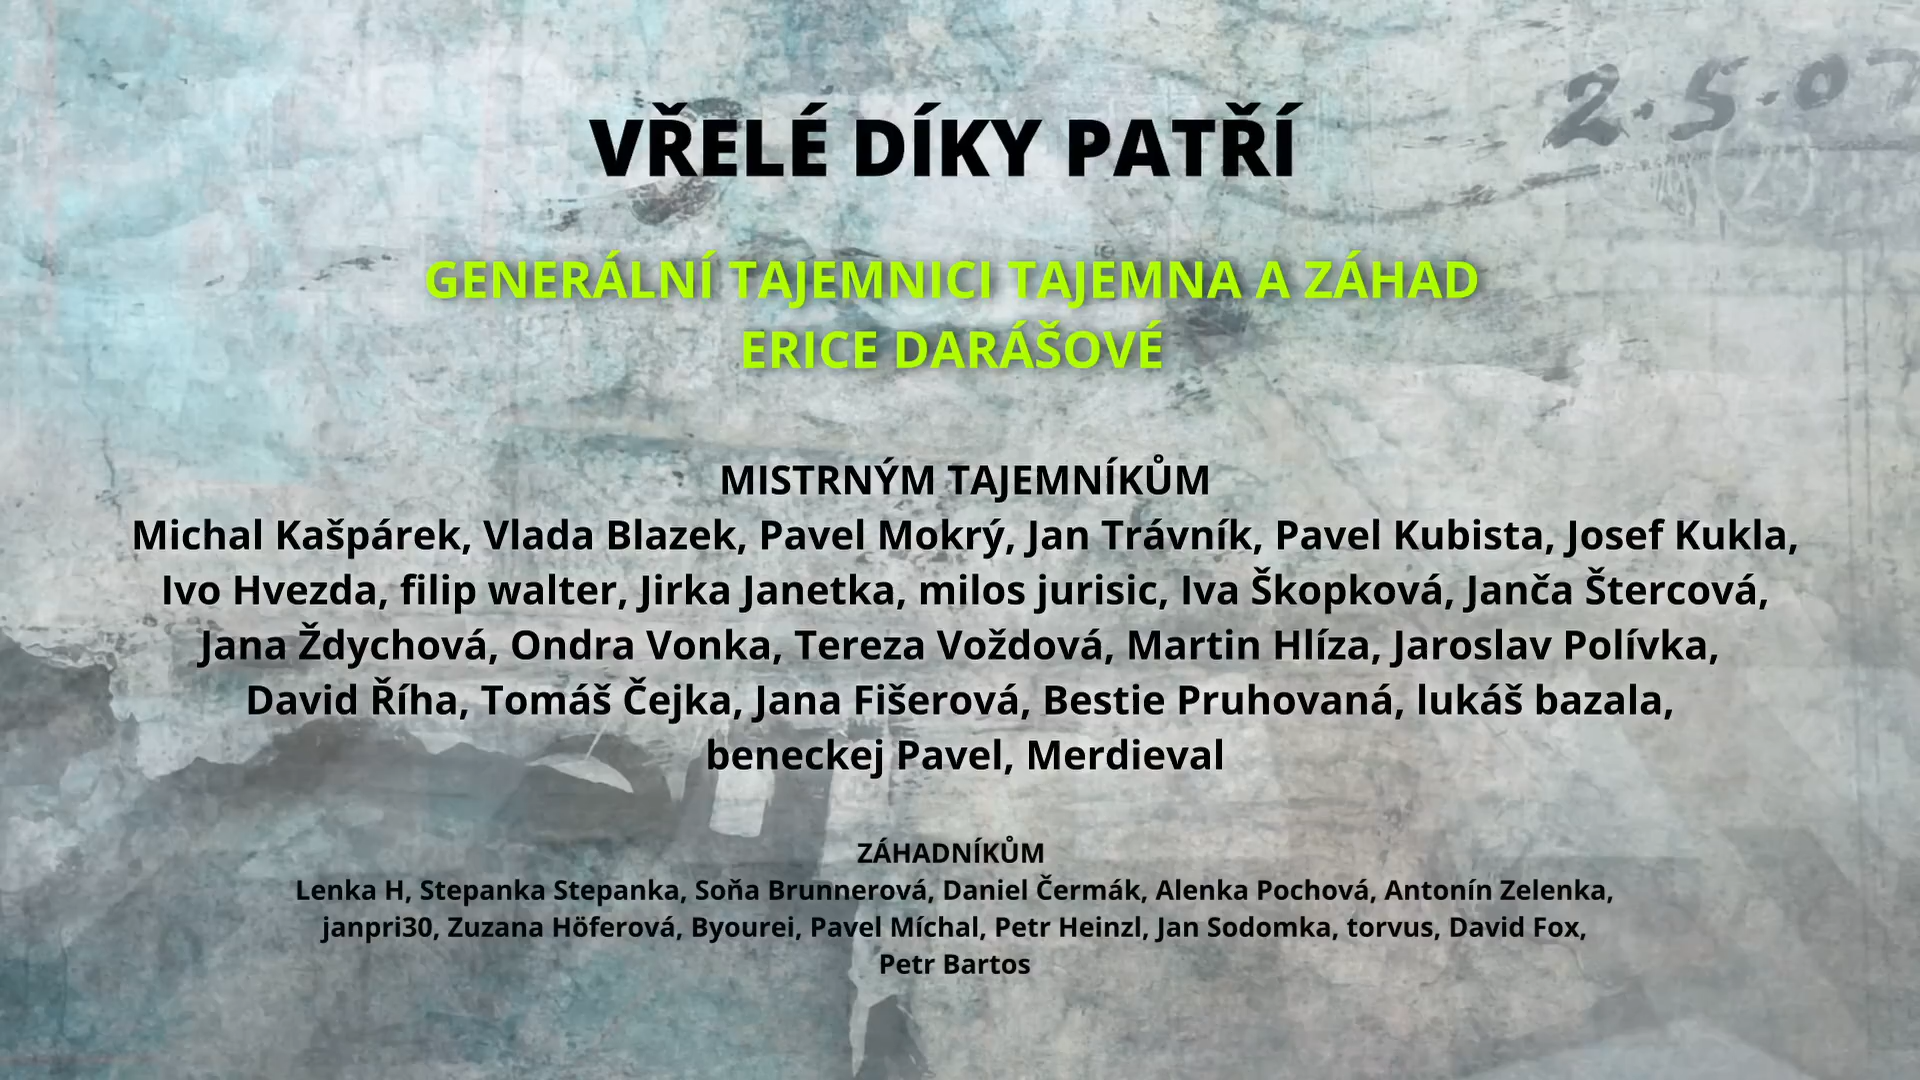 2.5.07
VŘELÉ DÍKY PATŘÍ
GENERÁLNÍ TAJEMNICI TAJEMNA A ZÁHAD
ERICE DARÁŠOVÉ
MISTRNÝM TAJEMNÍKŮM
Michal Kašpárek, Vlada Blazek, Pavel Mokrý, Jan Trávník, Pavel Kubista, Josef Kukla,
Ivo Hvezda, filip walter, Jirka Janetka, milos jurisic, Iva Škopková, Janča Štercová,
Jana Ždychová, Ondra Vonka, Tereza Voždová, Martin Hlíza, Jaroslav Polívka,
David Říha, Tomáš Čejka, Jana Fišerová, Bestie Pruhovaná, lukáš bazala,
beneckej Pavel, Merdieval
ZÁHADNÍKŮM
Lenka H, Stepanka Stepanka, Soňa Brunnerová, Daniel Čermák, Alenka Pochová, Antonín Zelenka,
janpri30, Zuzana Höferová, Byourei, Pavel Míchal, Petr Heinzl, Jan Sodomka, torvus, David Fox,
Petr Bartos